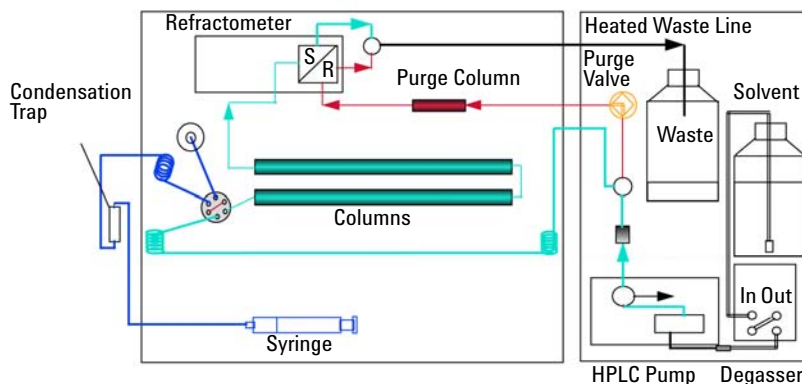 Refractometer
Heated Waste Line
Purge
Valve
Solvent
S
R
Purge Column
Condensation
Trap
Waste
Columns
In Out
Syringe
HPLC Pump
Degasser